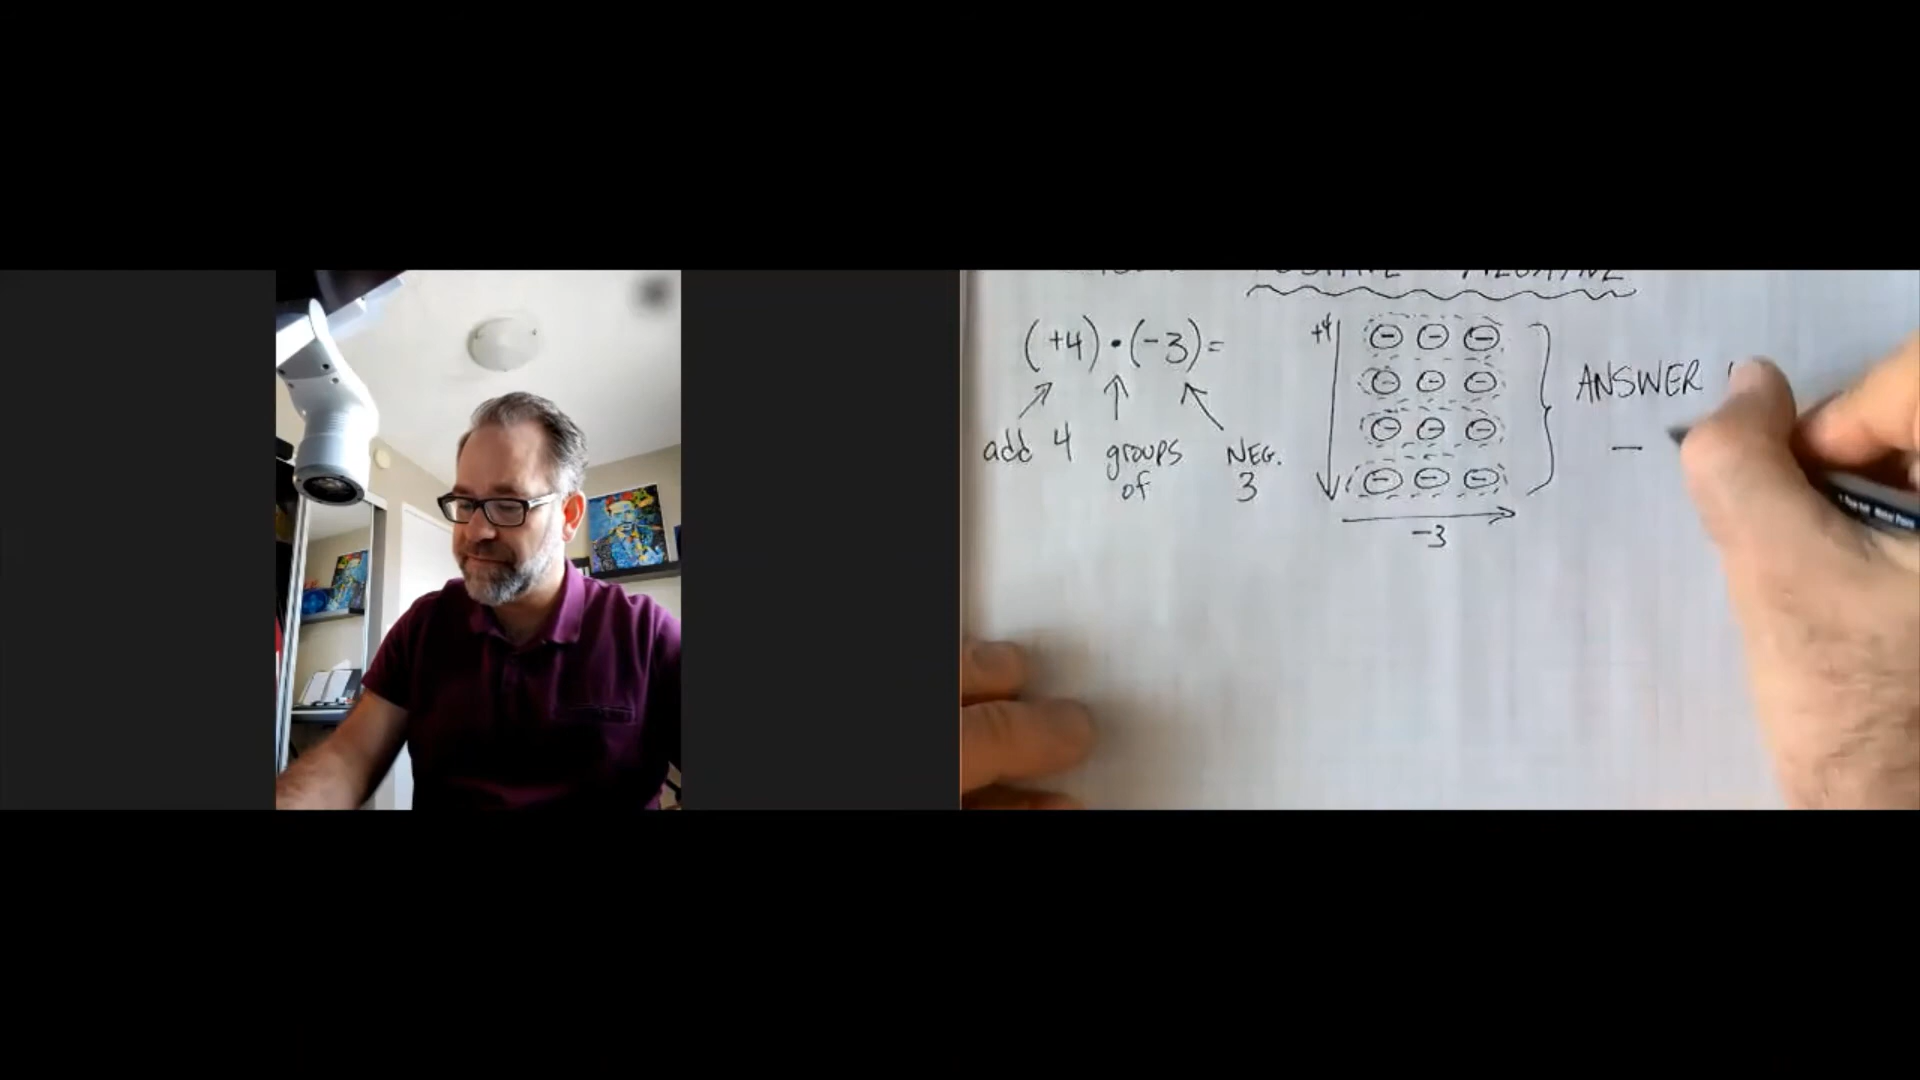 (+4) • (-3) =
add 4 groups of NEG. 3
+4
- - -
- - -
- - -
- - -
-3
ANSWER
—